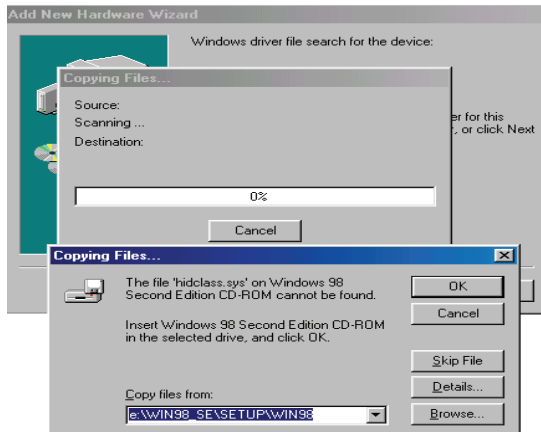 Add New Hardware Wizard
Windows driver file search for the device:
Copying Files...
Source:
Scanning ...
Destination:
er for this
, or click Next
0%
Cancel
Copying Files...
The file 'hidclass.sys' on Windows 98
Second Edition CD-ROM cannot be found.
Insert Windows 98 Second Edition CD-ROM
in the selected drive, and click OK.
Copy files from:
e:\WIN98_SE\SETUP\WIN98
OK
Cancel
Skip File
Details...
Browse...